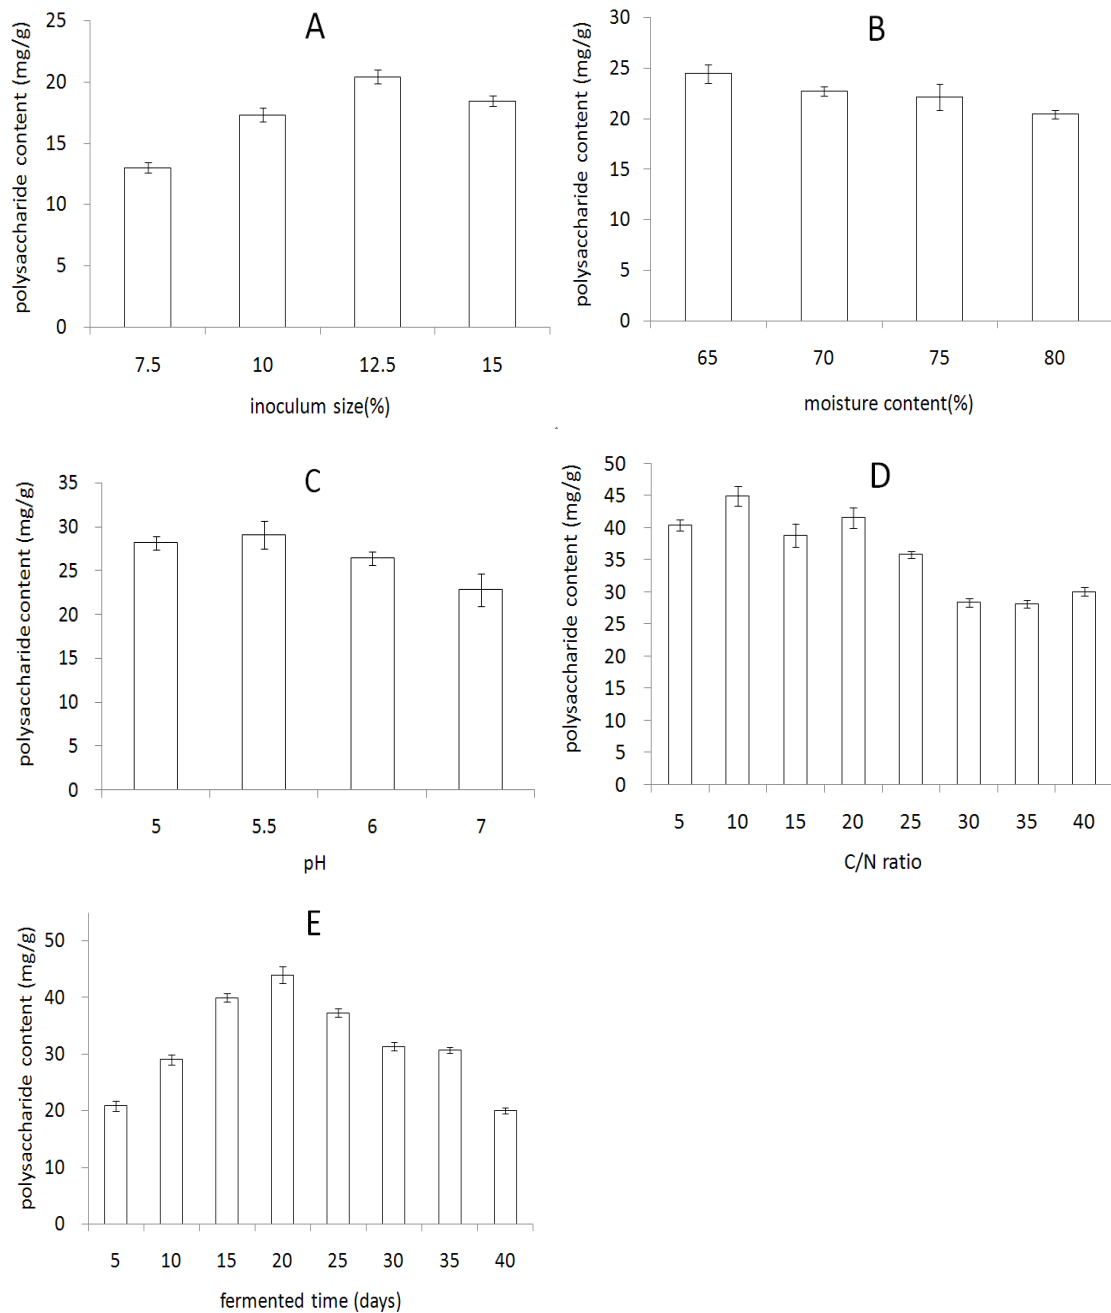 A
polysaccharide content (mg/g)
25
20
15
10
5
0
7.5 10 12.5 15
inoculum size(%)
B
polysaccharide content (mg/g)
30
25
20
15
10
5
0
65 70 75 80
moisture content(%)
C
polysaccharide content (mg/g)
35
30
25
20
15
10
5
0
5 5.5 6 7
pH
D
polysaccharide content (mg/g)
50
45
40
35
30
25
20
15
10
5
0
5 10 15 20 25 30 35 40
C/N ratio
E
polysaccharide content (mg/g)
50
40
30
20
10
0
5 10 15 20 25 30 35 40
fermented time (days)